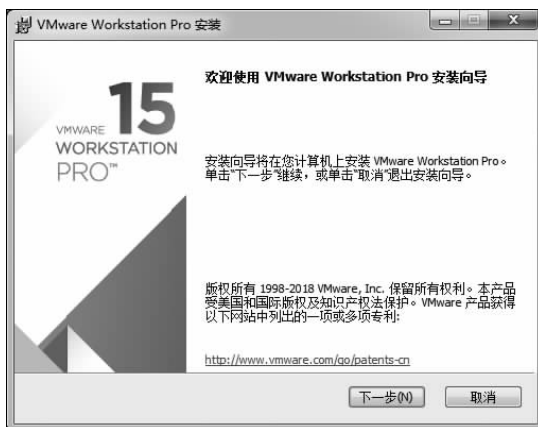 VMware Workstation Pro 安装
欢迎使用 VMware Workstation Pro 安装向导
15
VMWARE
WORKSTATION
PRO™
安装向导将在您计算机上安装 VMware Workstation Pro。
单击“下一步”继续，或单击“取消”退出安装向导。
版权所有 1998-2018 VMware, Inc. 保留所有权利。本产品
受美国和国际版权及知识产权法保护。VMware 产品获得
以下网站中列出的一项或多项专利:
http://www.vmware.com/go/patents-cn
下一步(N)
取消